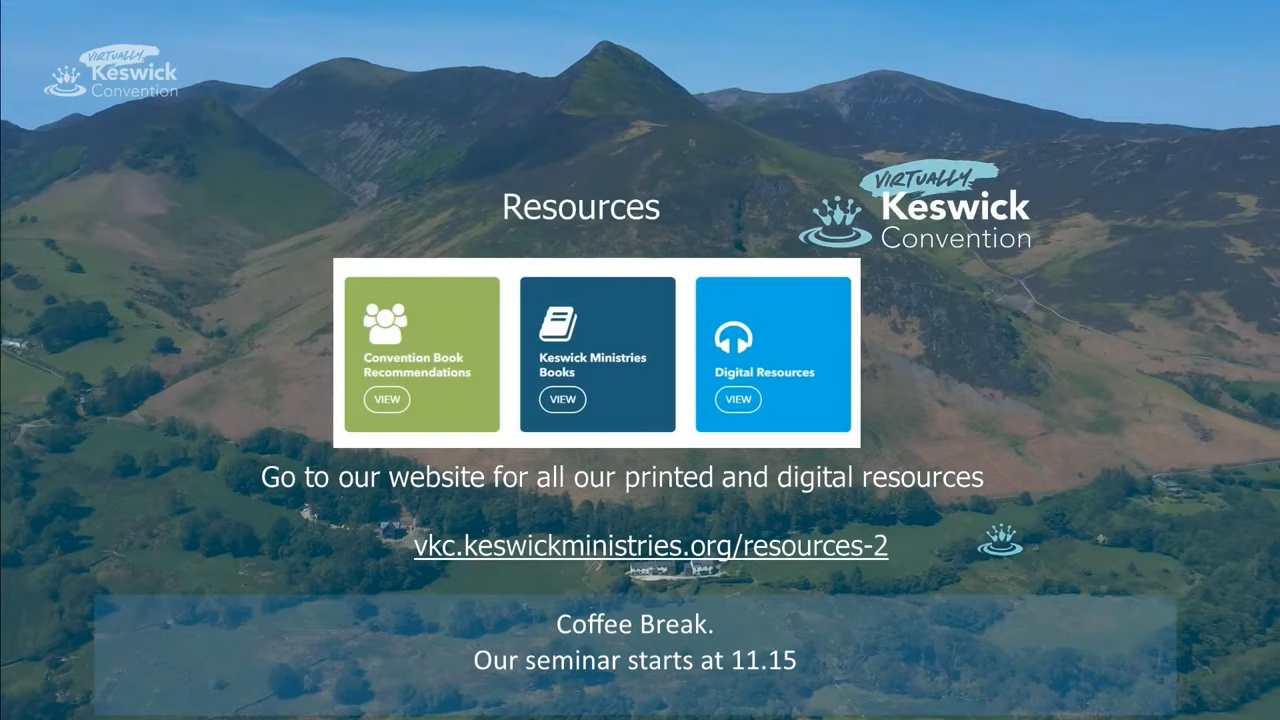 VIRTUALLY
Keswick
Convention
Resources
VIRTUALLY
Keswick
Convention
Convention Book
Recommendations
VIEW
Keswick Ministries
Books
VIEW
Digital Resources
VIEW
Go to our website for all our printed and digital resources
vkc.keswickministries.org/resources-2
Coffee Break.
Our seminar starts at 11.15